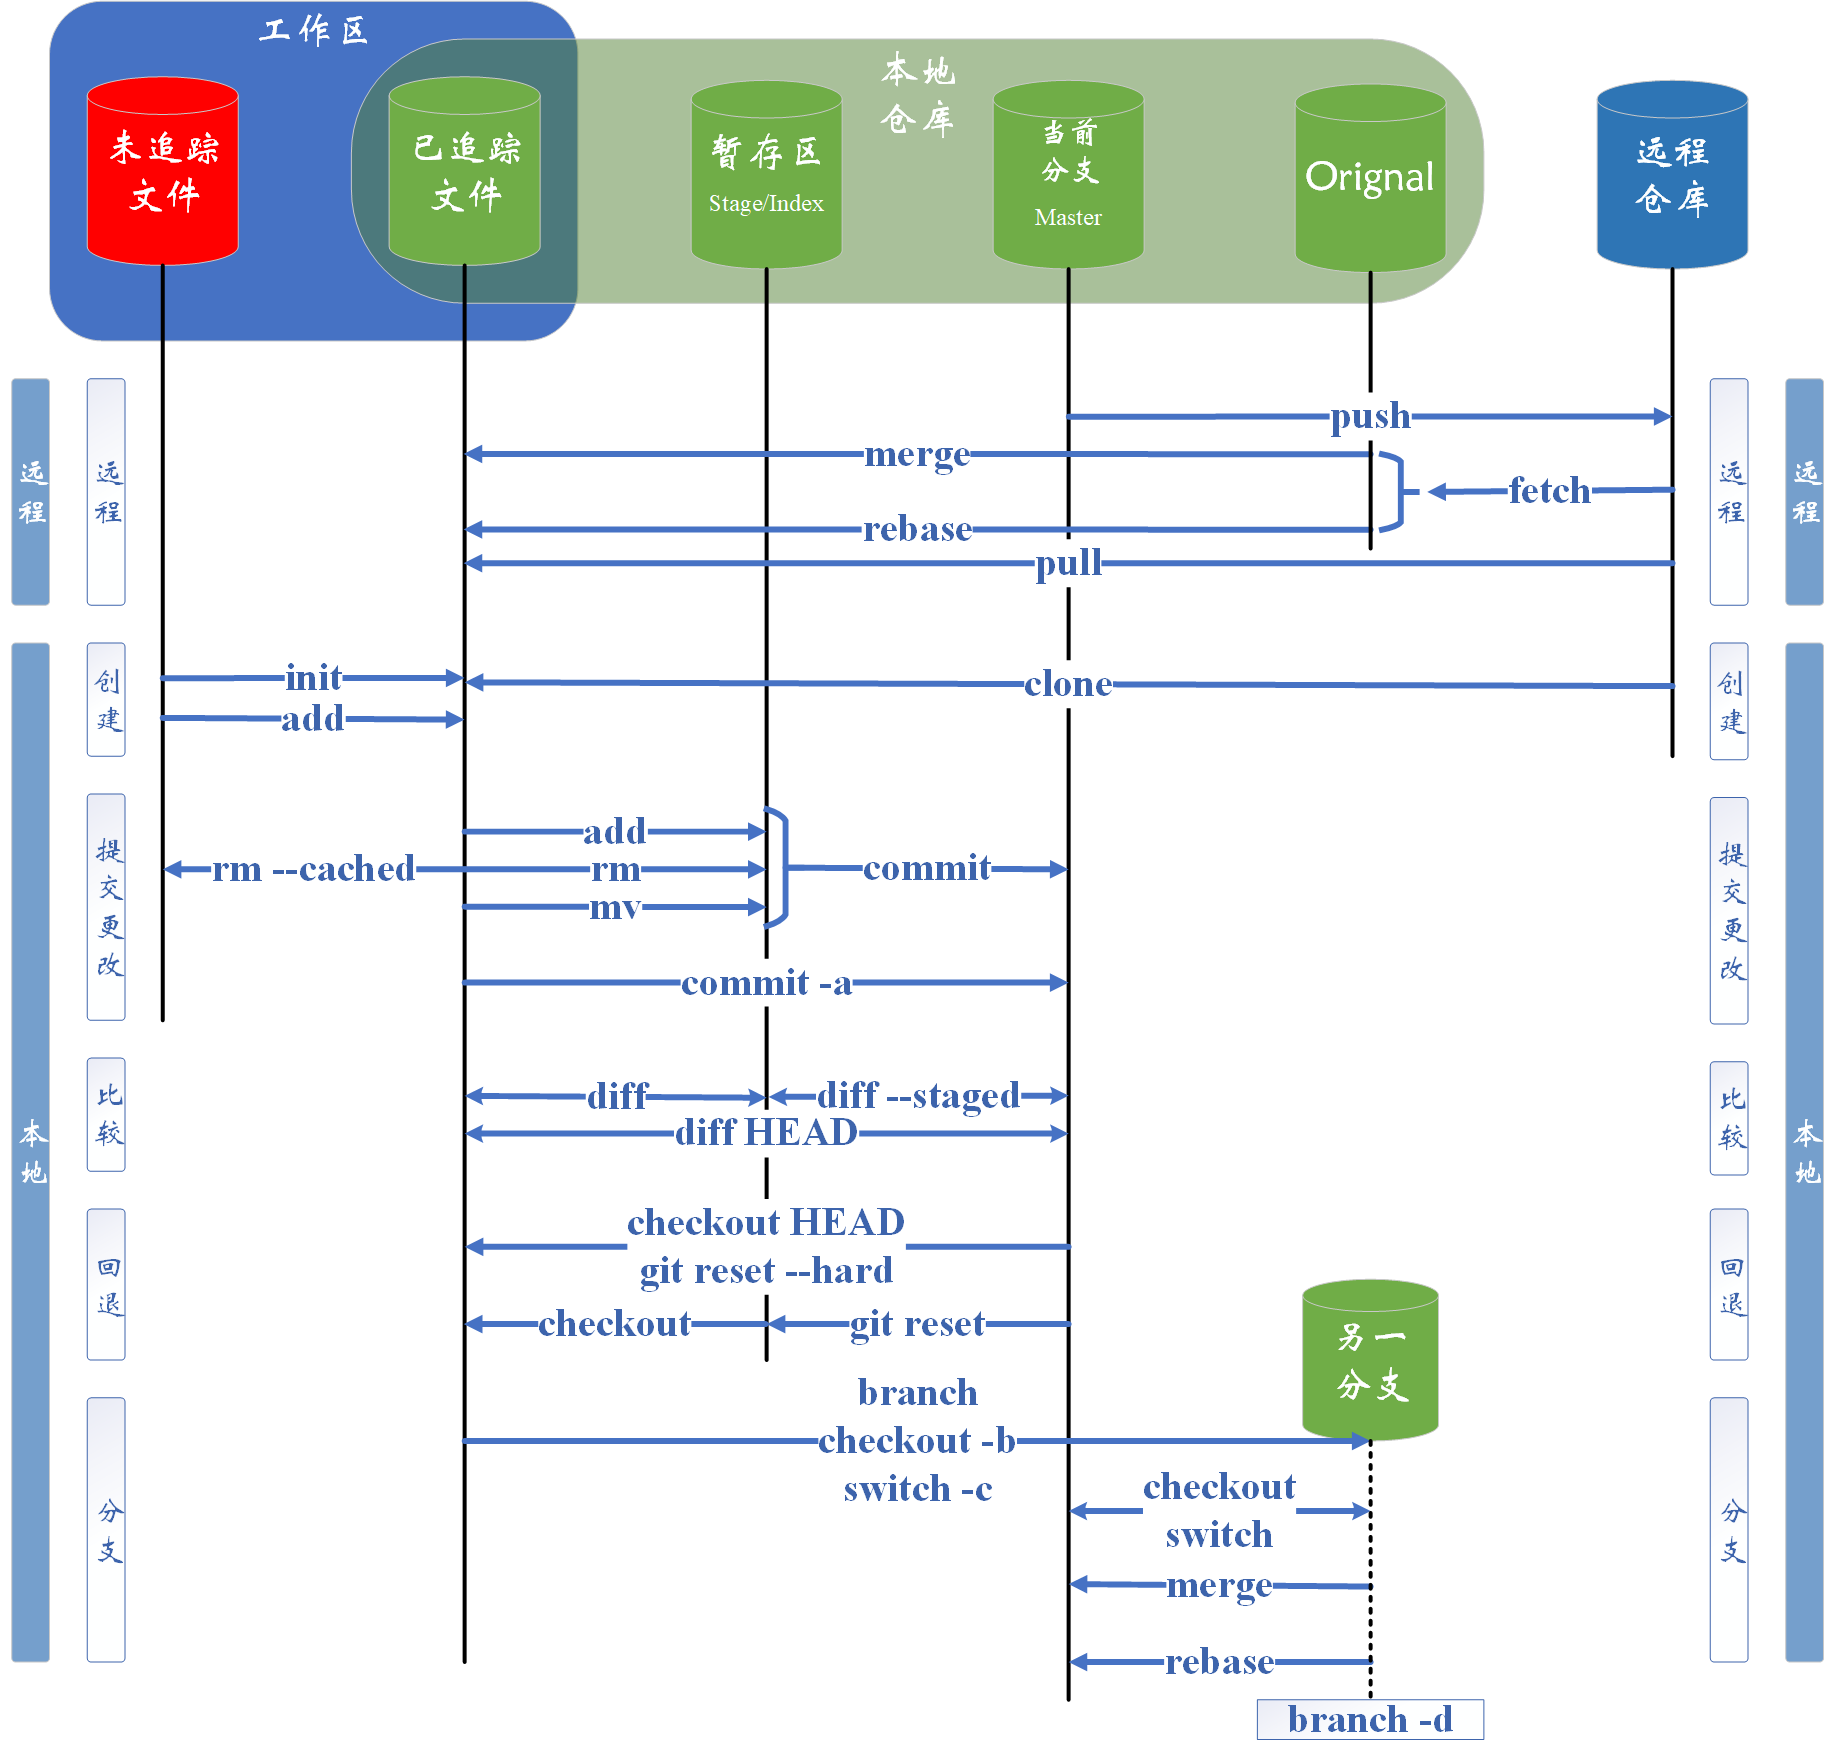 工作区
本地
仓库
未追踪
文件
已追踪
文件
暂存区
Stage/Index
当前
分支
Master
Orignal
远程
仓库
远程
远程
远程
远程
push
merge
fetch
rebase
pull
本地
创建
创建
本地
init
clone
add
提交更改
提交更改
add
rm --cached
rm
commit
mv
commit -a
比较
比较
diff
diff --staged
diff HEAD
回退
回退
checkout HEAD
git reset --hard
checkout
git reset
另一
分支
分支
分支
branch
checkout -b
switch -c
checkout
switch
merge
rebase
branch -d